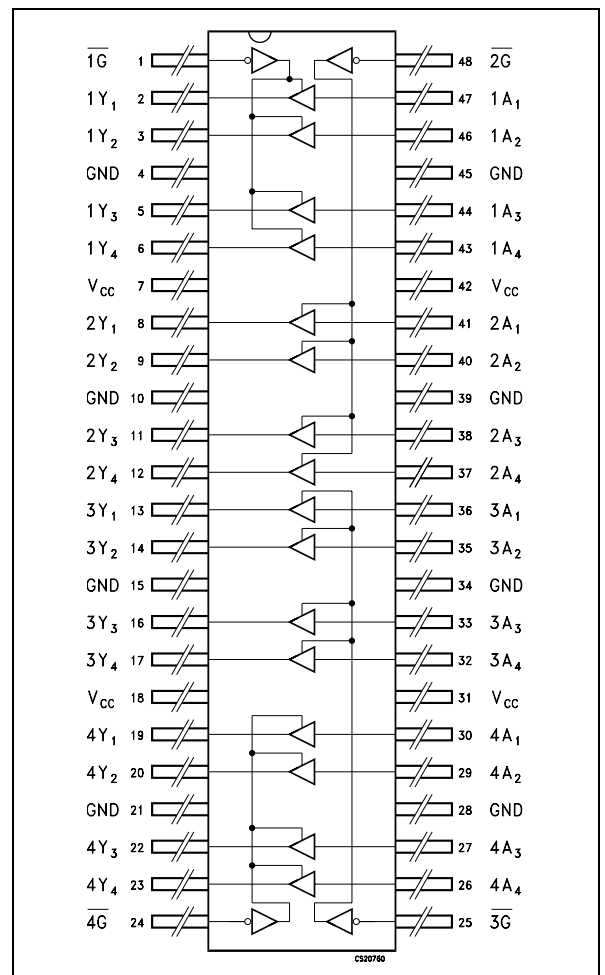 1G 1 48 2G
1Y1 2 47 1A1
1Y2 3 46 1A2
GND 4 45 GND
1Y3 5 44 1A3
1Y4 6 43 1A4
VCC 7 42 VCC
2Y1 8 41 2A1
2Y2 9 40 2A2
GND 10 39 GND
2Y3 11 38 2A3
2Y4 12 37 2A4
3Y1 13 36 3A1
3Y2 14 35 3A2
GND 15 34 GND
3Y3 16 33 3A3
3Y4 17 32 3A4
VCC 18 31 VCC
4Y1 19 30 4A1
4Y2 20 29 4A2
GND 21 28 GND
4Y3 22 27 4A3
4Y4 23 26 4A4
4G 24 25 3G
CS20760